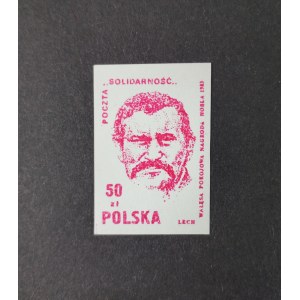 POCZTA „SOLIDARNOŚĆ„
50
zł
POLSKA
LECH
WAŁĘSA POKOJOWA NAGRODA NOBLA 1983